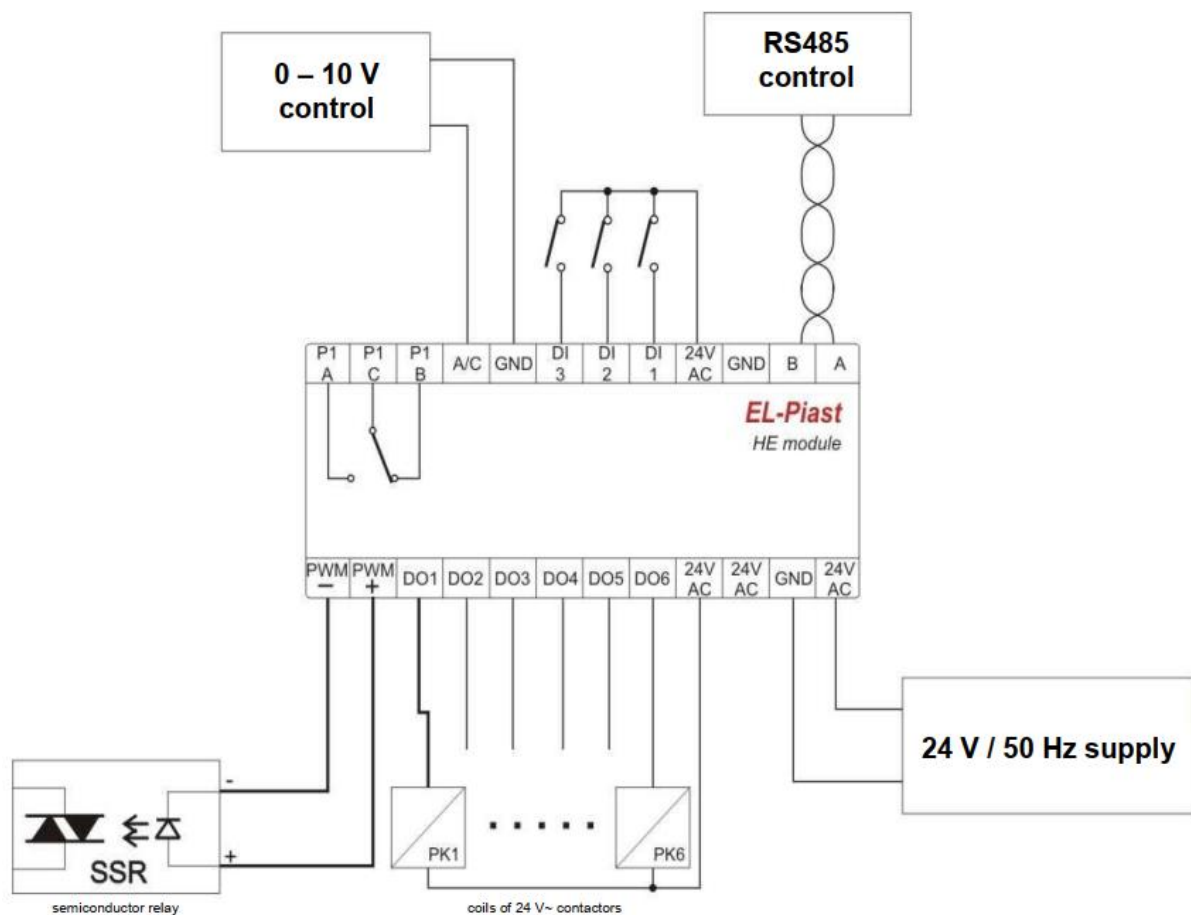 0 – 10 V
control
RS485
control
P1
A
P1
C
P1
B
A/C
GND
DI
3
DI
2
DI
1
24V
AC
GND
B
A
EL-Piast
HE module
PWM
−
PWM
+
DO1
DO2
DO3
DO4
DO5
DO6
24V
AC
24V
AC
GND
24V
AC
24 V / 50 Hz supply
-
+
SSR
PK1
PK6
semiconductor relay
coils of 24 V~ contactors